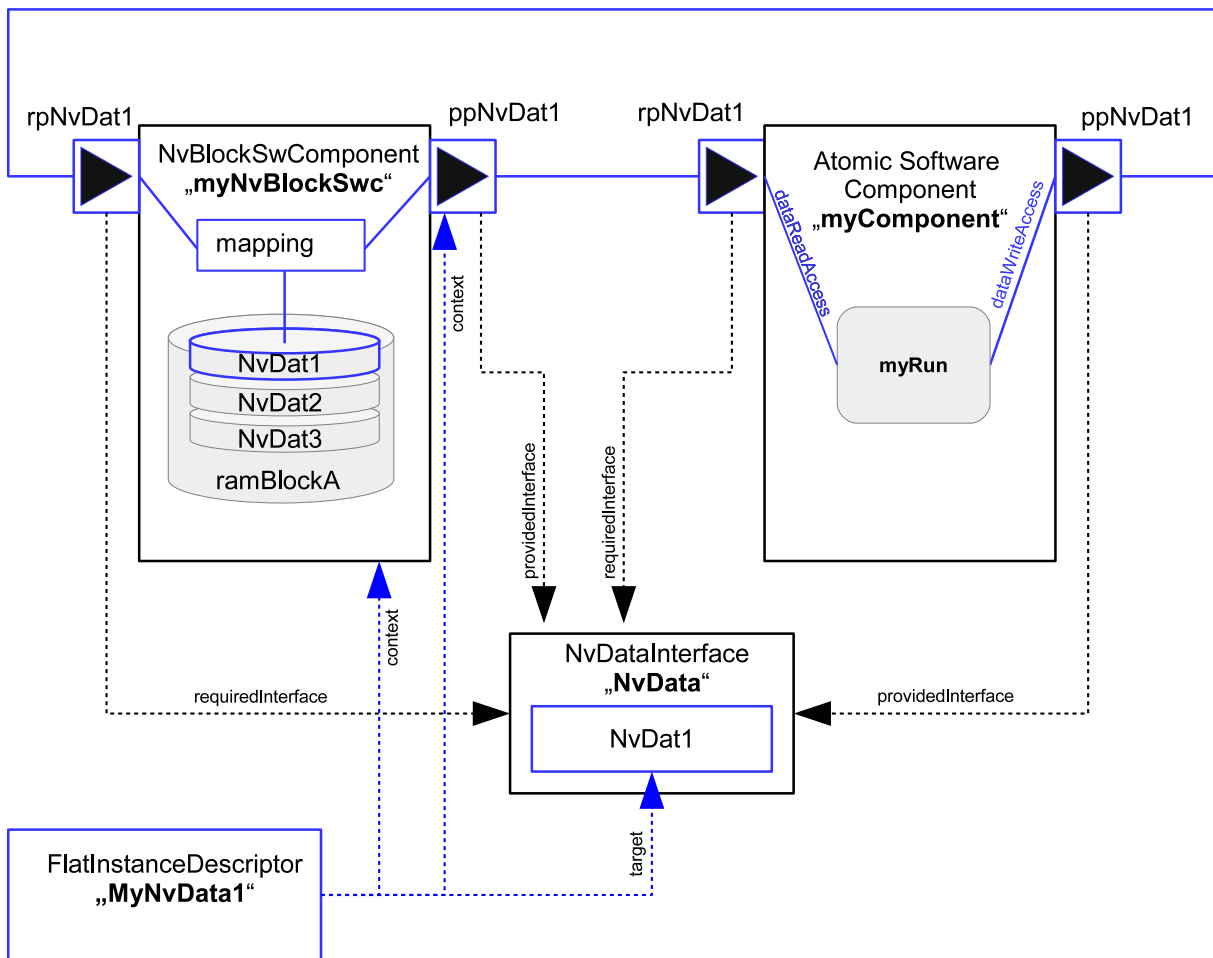 rpNvDat1
ppNvDat1
rpNvDat1
ppNvDat1
NvBlockSwComponent
„myNvBlockSwc“
mapping
NvDat1
NvDat2
NvDat3
ramBlockA
Atomic Software
Component
„myComponent“
dataReadAccess
dataWriteAccess
myRun
context
providedInterface
requiredInterface
context
requiredInterface
providedInterface
NvDataInterface
„NvData“
NvDat1
target
FlatInstanceDescriptor
„MyNvData1“